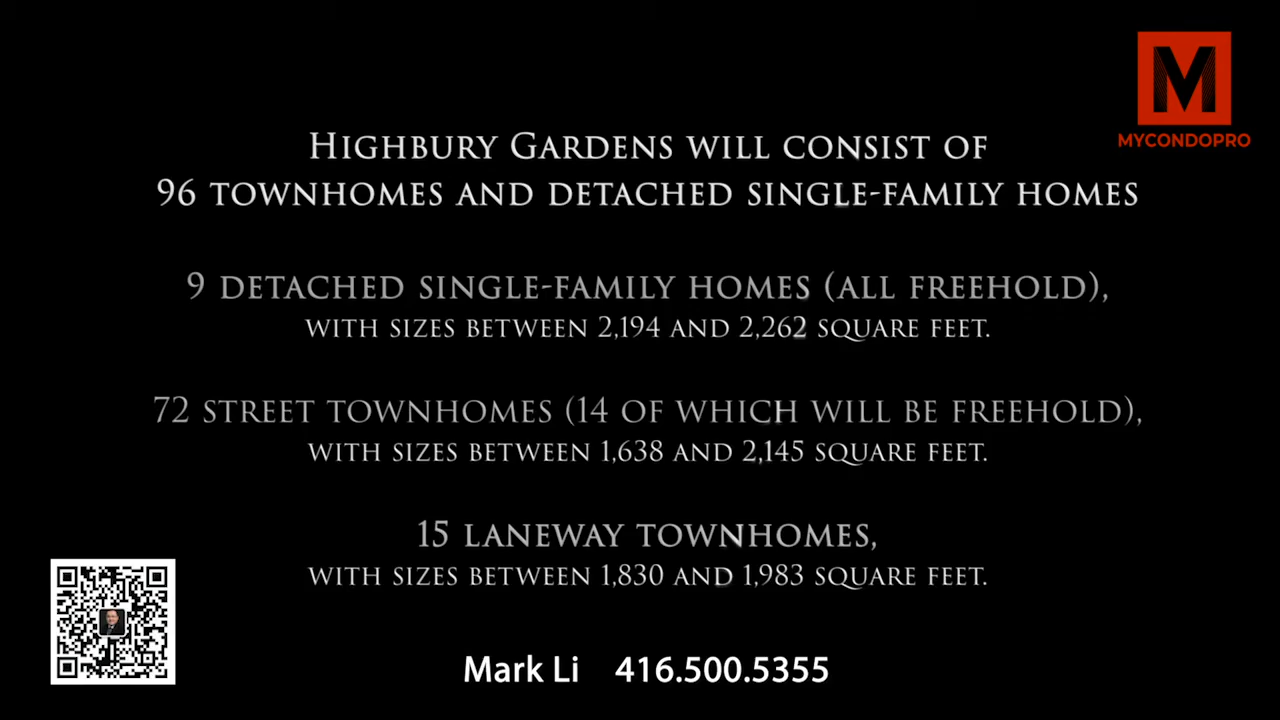 M
MYCONDOPRO
HIGHBURY GARDENS WILL CONSIST OF
96 TOWNHOMES AND DETACHED SINGLE-FAMILY HOMES
9 DETACHED SINGLE-FAMILY HOMES (ALL FREEHOLD),
WITH SIZES BETWEEN 2,194 AND 2,262 SQUARE FEET.
72 STREET TOWNHOMES (14 OF WHICH WILL BE FREEHOLD),
WITH SIZES BETWEEN 1,638 AND 2,145 SQUARE FEET.
15 LANEWAY TOWNHOMES,
WITH SIZES BETWEEN 1,830 AND 1,983 SQUARE FEET.
Mark Li 416.500.5355